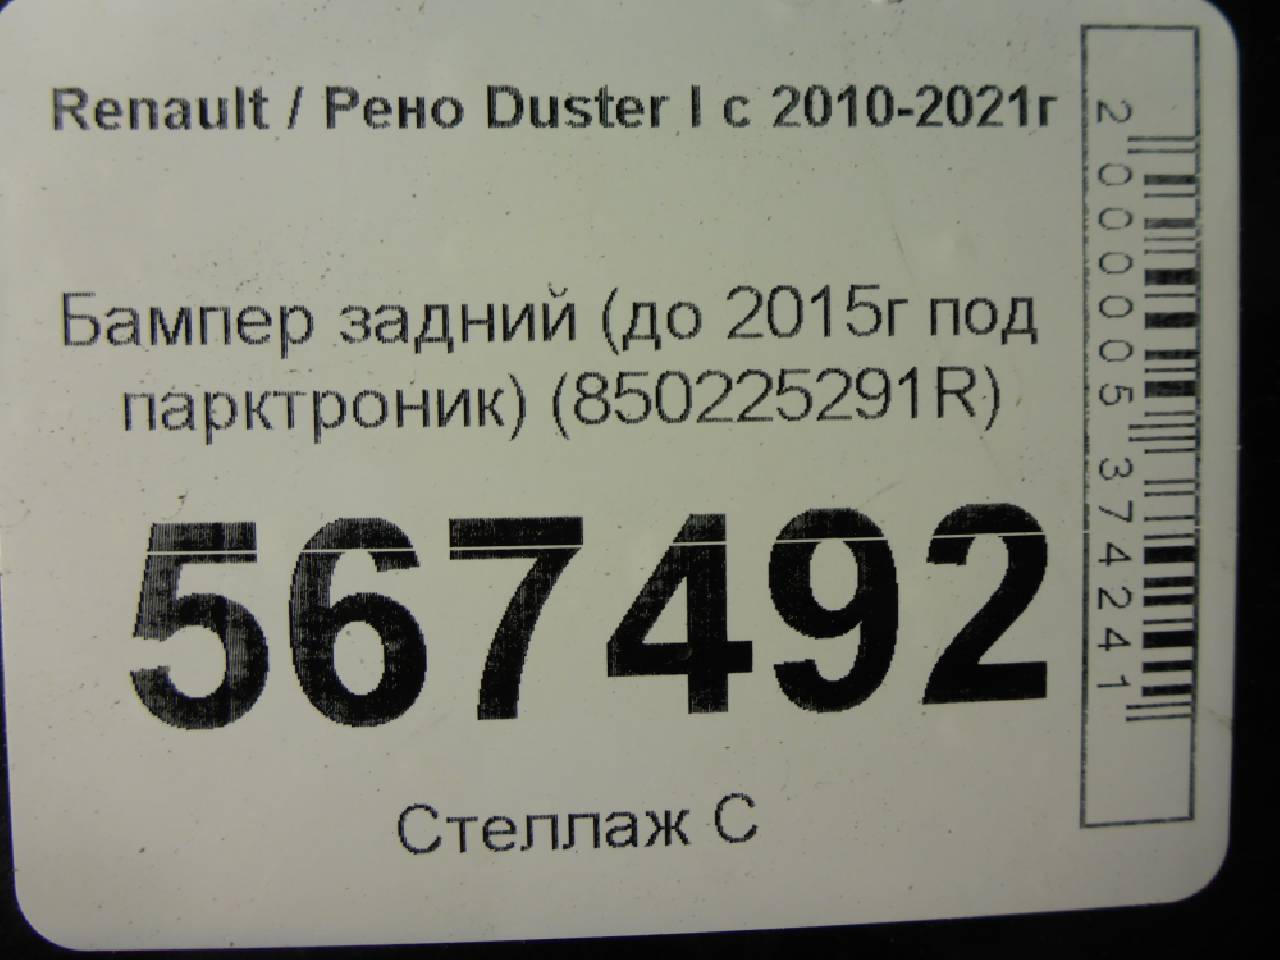 Renault / Рено Duster I с 2010-2021г
Бампер задний (до 2015г под
парктроник) (850225291R)
567492
Стеллаж С
2000005374241